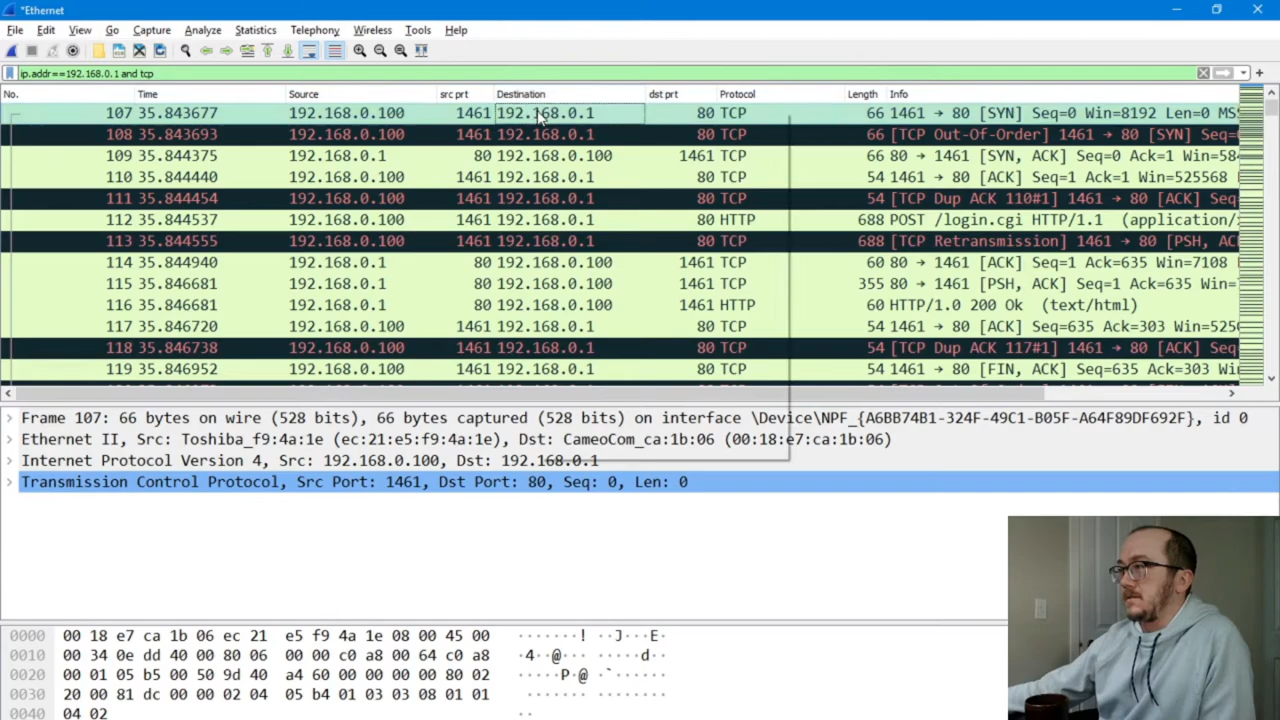 *Ethernet
File Edit View Go Capture Analyze Statistics Telephony Wireless Tools Help
ip.addr==192.168.0.1 and tcp
No. Time Source src prt Destination dst prt Protocol Length Info
107 35.843677 192.168.0.100 1461 192.168.0.1 80 TCP 66 1461 → 80 [SYN] Seq=0 Win=8192 Len=0 MS
108 35.843693 192.168.0.100 1461 192.168.0.1 80 TCP 66 [TCP Out-Of-Order] 1461 → 80 [SYN] Seq=
109 35.844375 192.168.0.1 80 192.168.0.100 1461 TCP 66 80 → 1461 [SYN, ACK] Seq=0 Ack=1 Win=584
110 35.844440 192.168.0.100 1461 192.168.0.1 80 TCP 54 1461 → 80 [ACK] Seq=1 Ack=1 Win=525568
111 35.844454 192.168.0.100 1461 192.168.0.1 80 TCP 54 [TCP Dup ACK 110#1] 1461 → 80 [ACK] Seq
112 35.844537 192.168.0.100 1461 192.168.0.1 80 HTTP 688 POST /login.cgi HTTP/1.1 (application/
113 35.844555 192.168.0.100 1461 192.168.0.1 80 TCP 688 [TCP Retransmission] 1461 → 80 [PSH, AC
114 35.844940 192.168.0.1 80 192.168.0.100 1461 TCP 60 80 → 1461 [ACK] Seq=1 Ack=635 Win=7108
115 35.846681 192.168.0.1 80 192.168.0.100 1461 TCP 355 80 → 1461 [PSH, ACK] Seq=1 Ack=635 Win=
116 35.846681 192.168.0.1 80 192.168.0.100 1461 HTTP 60 HTTP/1.0 200 Ok (text/html)
117 35.846720 192.168.0.100 1461 192.168.0.1 80 TCP 54 1461 → 80 [ACK] Seq=635 Ack=303 Win=525
118 35.846738 192.168.0.100 1461 192.168.0.1 80 TCP 54 [TCP Dup ACK 117#1] 1461 → 80 [ACK] Seq
119 35.846952 192.168.0.100 1461 192.168.0.1 80 TCP 54 1461 → 80 [FIN, ACK] Seq=635 Ack=303 Wi
Frame 107: 66 bytes on wire (528 bits), 66 bytes captured (528 bits) on interface \Device\NPF_{A6BB74B1-324F-49C1-B05F-A64F89DF692F}, id 0
Ethernet II, Src: Toshiba_f9:4a:1e (ec:21:e5:f9:4a:1e), Dst: CameoCom_ca:1b:06 (00:18:e7:ca:1b:06)
Internet Protocol Version 4, Src: 192.168.0.100, Dst: 192.168.0.1
Transmission Control Protocol, Src Port: 1461, Dst Port: 80, Seq: 0, Len: 0
0000 00 18 e7 ca 1b 06 ec 21 e5 f9 4a 1e 08 00 45 00 ·······! ··J···E·
0010 00 34 0e dd 40 00 80 06 00 00 c0 a8 00 64 c0 a8 ·4··@··· ·····d··
0020 00 01 05 b5 00 50 9d 40 a4 60 00 00 00 00 80 02 ·····P·@ ·`······
0030 20 00 81 dc 00 00 02 04 05 b4 01 03 03 08 01 01 ········ ········
0040 04 02 ··